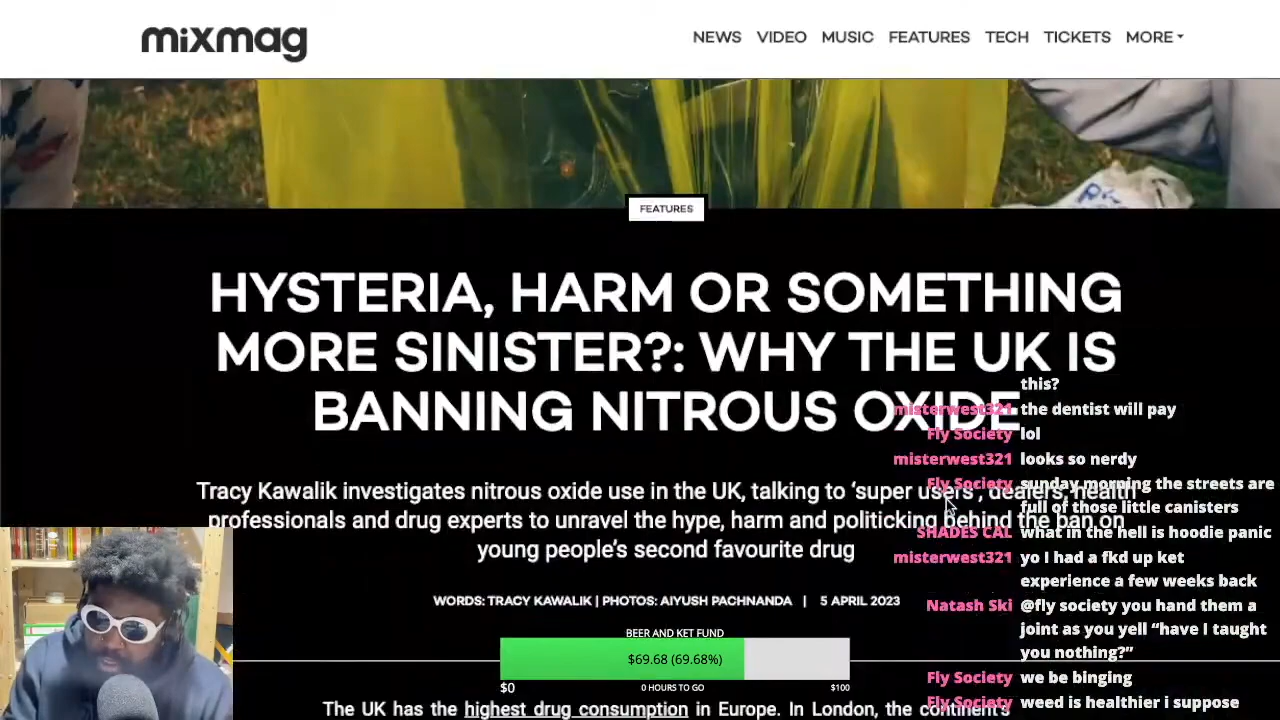 mixmag
NEWS VIDEO MUSIC FEATURES TECH TICKETS MORE
FEATURES
HYSTERIA, HARM OR SOMETHING
MORE SINISTER?: WHY THE UK IS
BANNING NITROUS OXIDE
Tracy Kawalik investigates nitrous oxide use in the UK, talking to ‘super users’, dealers, health
professionals and drug experts to unravel the hype, harm and politicking behind the ban on
young people’s second favourite drug
WORDS: TRACY KAWALIK | PHOTOS: AIYUSH PACHNANDA | 5 APRIL 2023
BEER AND KET FUND
$69.68 (69.68%)
$0 0 HOURS TO GO $100
The UK has the highest drug consumption in Europe. In London, the continent’s
this?
misterwest321 the dentist will pay
Fly Society lol
misterwest321 looks so nerdy
Fly Society sunday morning the streets are
full of those little canisters
SHADES CAL what in the hell is hoodie panic
misterwest321 yo I had a fkd up ket
experience a few weeks back
Natash Ski @fly society you hand them a
joint as you yell “have I taught
you nothing?”
Fly Society we be binging
Fly Society weed is healthier i suppose